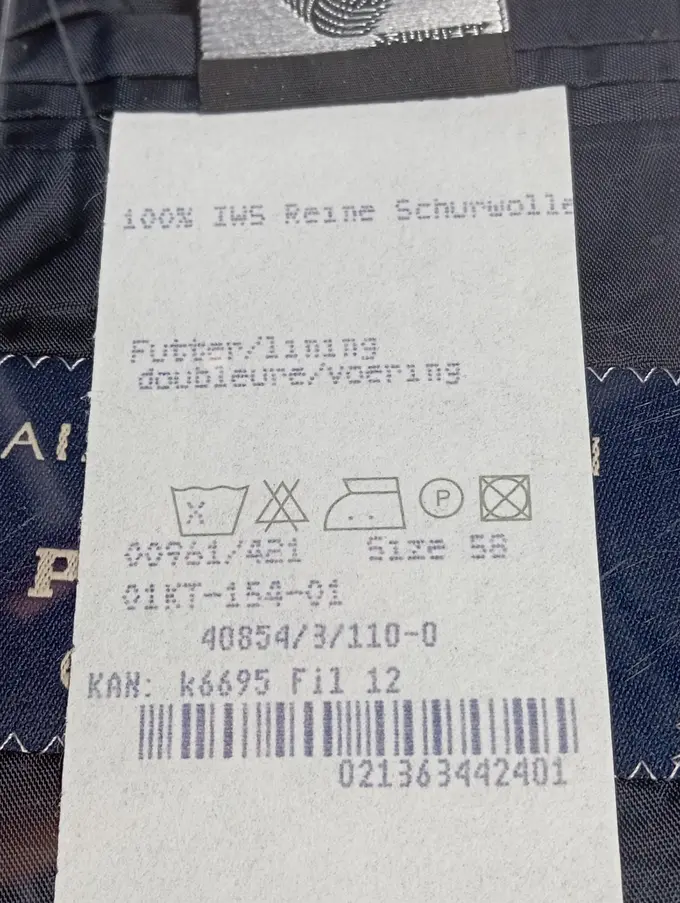 100% IWS Reine Schurwolle
Futter/lining
doubleure/voering
X
P
00961/421 Size 58
01KT-154-01
40854/3/110-0
KAN: k6695 Fil 12
021363442401